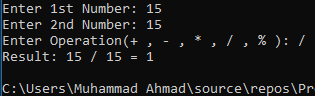 Enter 1st Number: 15
Enter 2nd Number: 15
Enter Operation(+ , - , * , / , % ): /
Result: 15 / 15 = 1
C:\Users\Muhammad Ahmad\source\repos\Pr